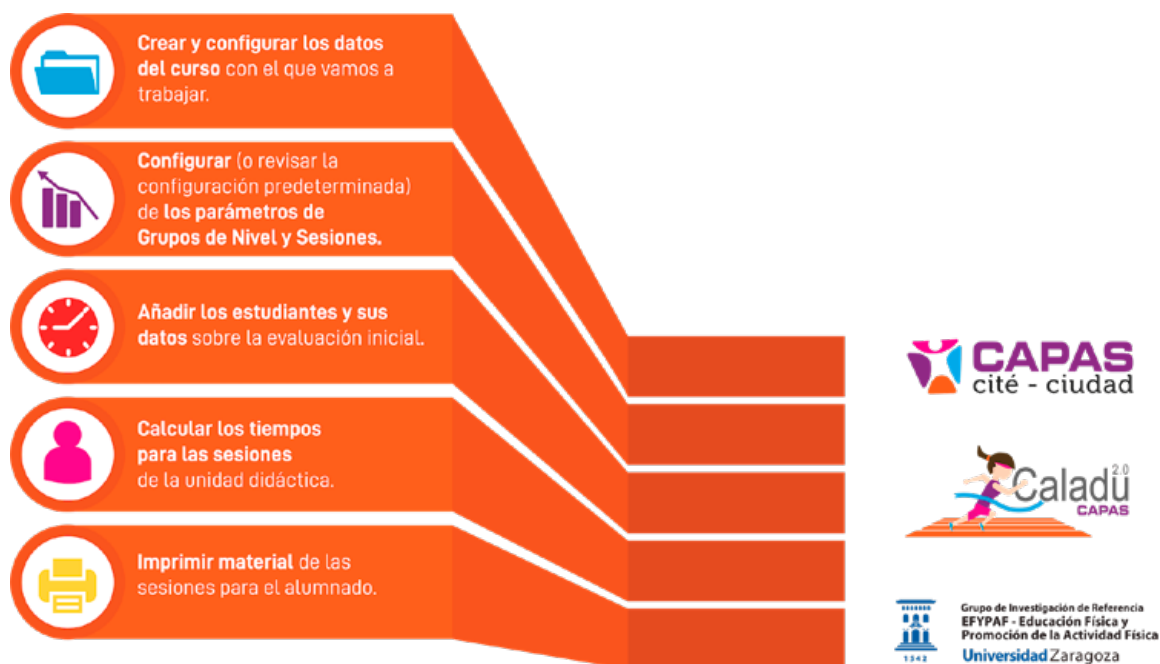 Crear y configurar los datos
del curso con el que vamos a
trabajar.
Configurar (o revisar la
configuración predeterminada)
de los parámetros de
Grupos de Nivel y Sesiones.
Añadir los estudiantes y sus
datos sobre la evaluación inicial.
Calcular los tiempos
para las sesiones
de la unidad didáctica.
Imprimir material de las
sesiones para el alumnado.
CAPAS
cité - ciudad
Caladü 2.0
CAPAS
1542
Grupo de Investigación de Referencia
EFYPAF - Educación Física y
Promoción de la Actividad Física
Universidad Zaragoza